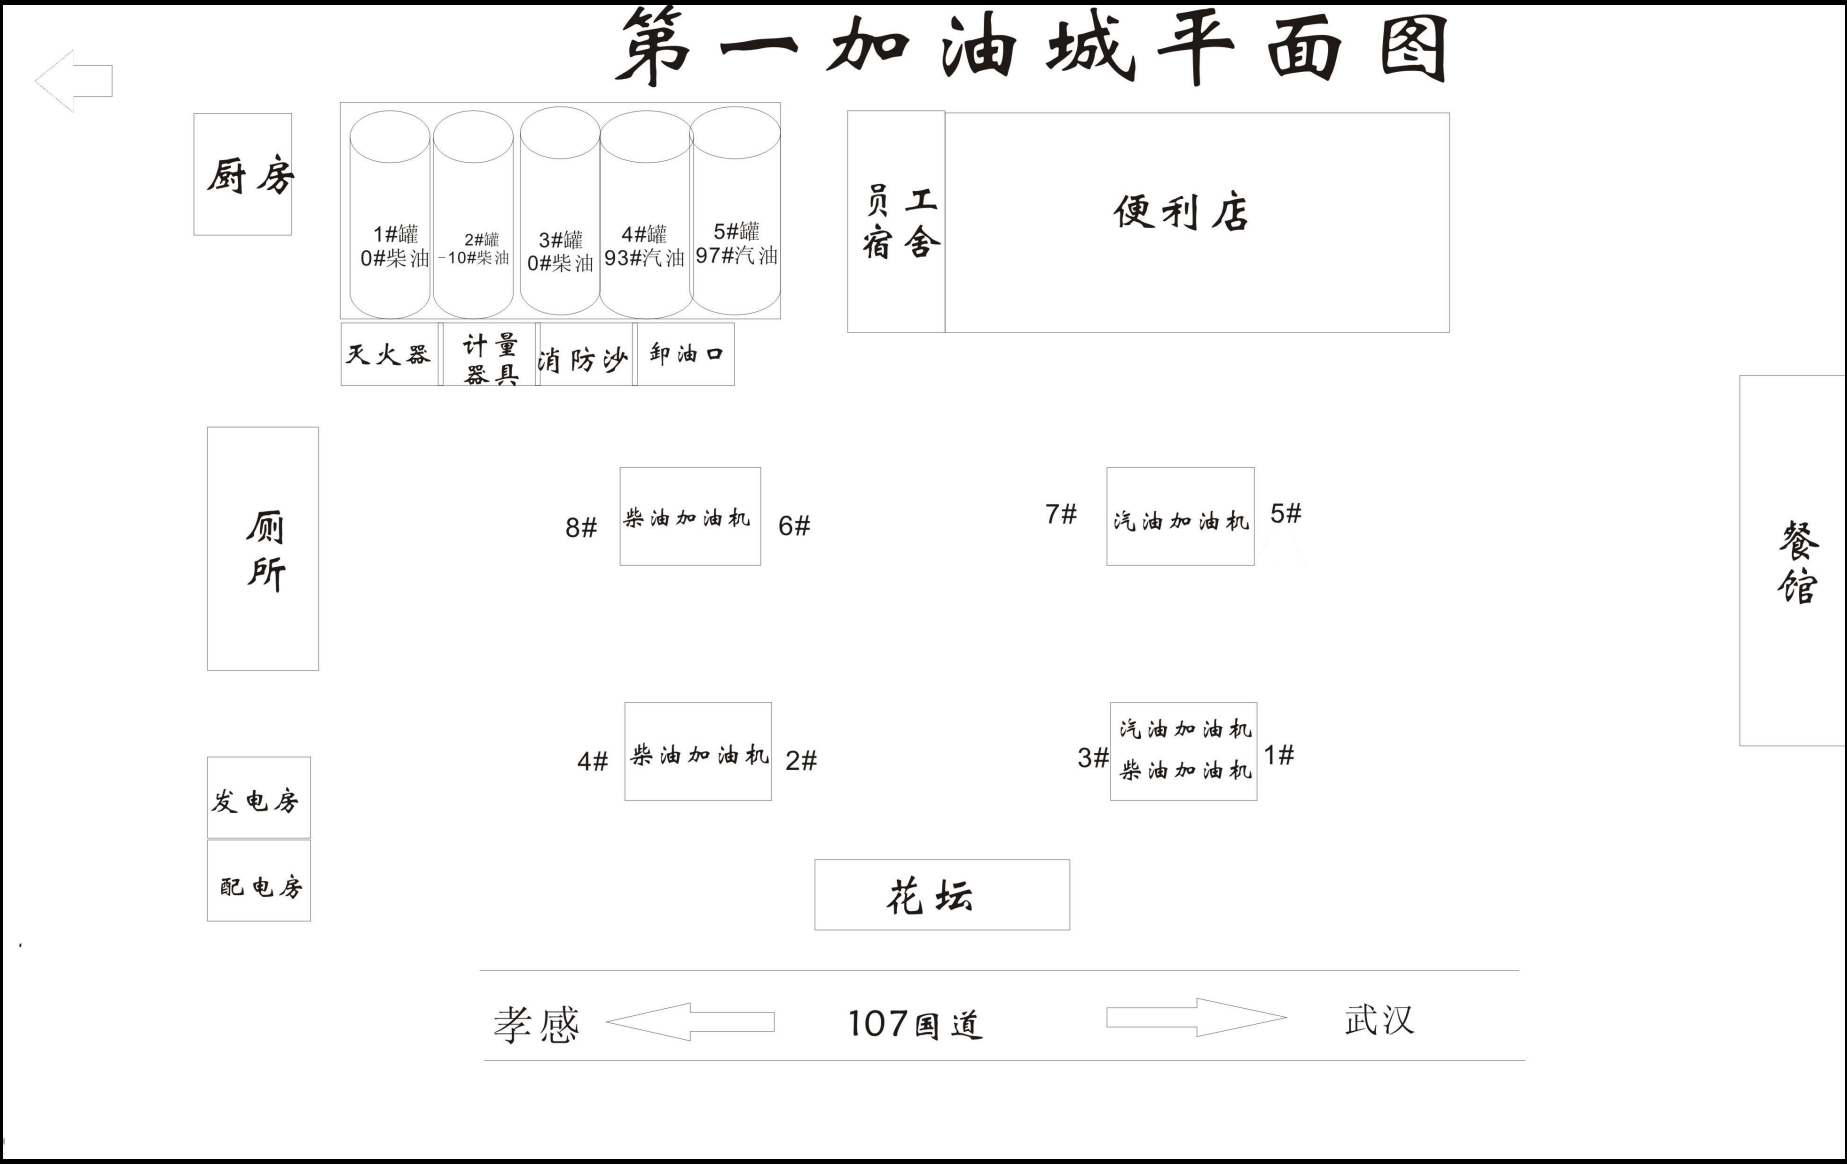 第一加油城平面图
厨房
1#罐
0#柴油
2#罐
-10#柴油
3#罐
0#柴油
4#罐
93#汽油
5#罐
97#汽油
员工
宿舍
便利店
灭火器
计量
器具
消防沙
卸油口
厕
所
8#
柴油加油机
6#
7#
汽油加油机
5#
餐
馆
4#
柴油加油机
2#
3#
汽油加油机
柴油加油机
1#
发电房
配电房
花坛
孝感
107国道
武汉